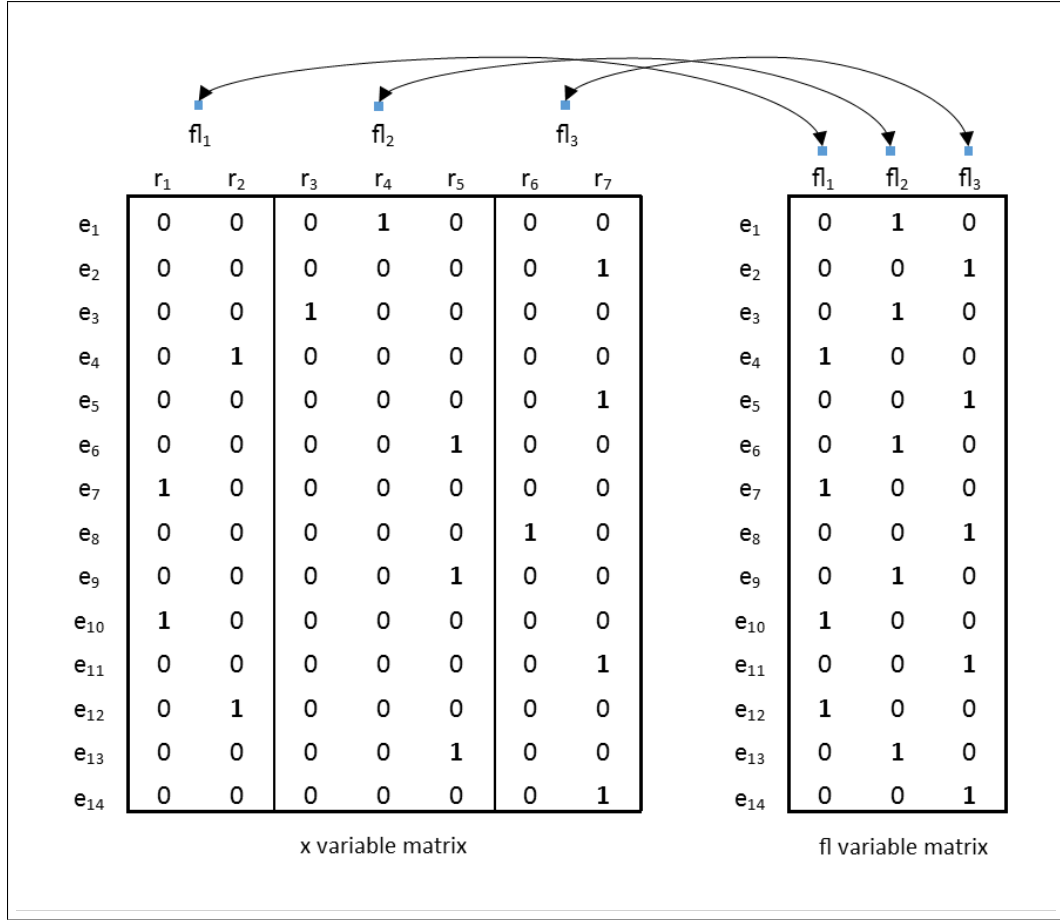 fl₁ fl₂ fl₃
r₁ r₂ r₃ r₄ r₅ r₆ r₇ fl₁ fl₂ fl₃
e₁ 0 0 0 1 0 0 0 e₁ 0 1 0
e₂ 0 0 0 0 0 0 1 e₂ 0 0 1
e₃ 0 0 1 0 0 0 0 e₃ 0 1 0
e₄ 0 1 0 0 0 0 0 e₄ 1 0 0
e₅ 0 0 0 0 0 0 1 e₅ 0 0 1
e₆ 0 0 0 0 1 0 0 e₆ 0 1 0
e₇ 1 0 0 0 0 0 0 e₇ 1 0 0
e₈ 0 0 0 0 0 1 0 e₈ 0 0 1
e₉ 0 0 0 0 1 0 0 e₉ 0 1 0
e₁₀ 1 0 0 0 0 0 0 e₁₀ 1 0 0
e₁₁ 0 0 0 0 0 0 1 e₁₁ 0 0 1
e₁₂ 0 1 0 0 0 0 0 e₁₂ 1 0 0
e₁₃ 0 0 0 0 1 0 0 e₁₃ 0 1 0
e₁₄ 0 0 0 0 0 0 1 e₁₄ 0 0 1
x variable matrix fl variable matrix